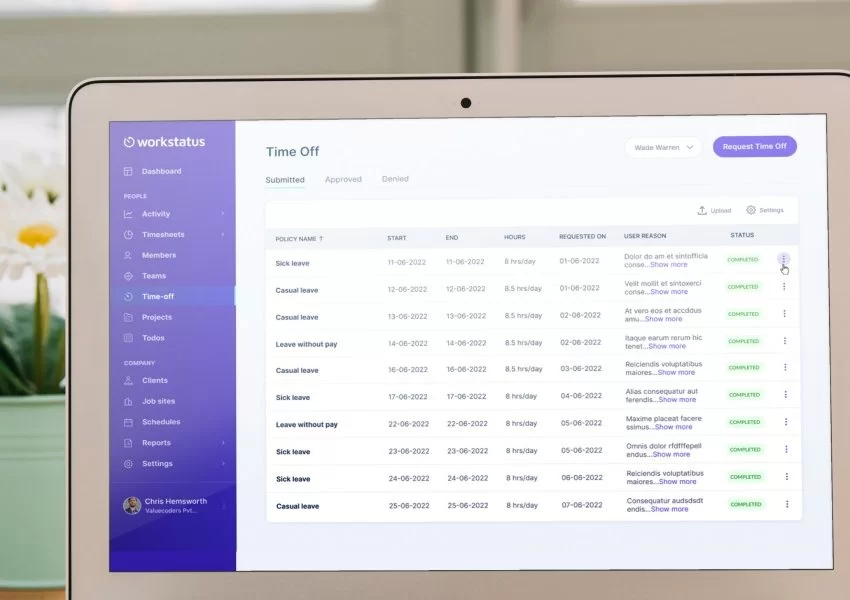 workstatus
Dashboard
PEOPLE
Activity
Timesheets
Members
Teams
Time-off
Projects
Todos
COMPANY
Clients
Job sites
Schedules
Reports
Settings
Chris Hemsworth
Valuecoders Pvt...
Time Off
Wade Warren
Request Time Off
Submitted Approved Denied
Upload Settings
POLICY NAME ↑ START END HOURS REQUESTED ON USER REASON STATUS
Sick leave 11-06-2022 11-06-2022 8 hrs/day 01-06-2022 Dolor do am et sintofficia COMPLETED
conse...Show more
Casual leave 12-06-2022 12-06-2022 8.5 hrs/day 01-06-2022 Velit mollit et sintoxerci COMPLETED
conse...Show more
Casual leave 13-06-2022 13-06-2022 8.5 hrs/day 02-06-2022 At vero eos et accddus COMPLETED
amu...Show more
Leave without pay 14-06-2022 14-06-2022 8.5 hrs/day 02-06-2022 Itaque earum rerum hic COMPLETED
tenet...Show more
Casual leave 16-06-2022 16-06-2022 8.5 hrs/day 03-06-2022 Reiciendis voluptatibus COMPLETED
maiores...Show more
Sick leave 17-06-2022 17-06-2022 8 hrs/day 04-06-2022 Alias consequatur aut COMPLETED
ferendis...Show more
Leave without pay 22-06-2022 22-06-2022 8 hrs/day 05-06-2022 Maxime placeat facere COMPLETED
ssimus...Show more
Sick leave 23-06-2022 23-06-2022 8 hrs/day 05-06-2022 Omnis dolor rfdfffepell COMPLETED
endus...Show more
Sick leave 24-06-2022 24-06-2022 8 hrs/day 06-06-2022 Reiciendis voluptatibus COMPLETED
maiores...Show more
Casual leave 25-06-2022 25-06-2022 8 hrs/day 07-06-2022 Consequatur audsdsdt COMPLETED
endis...Show more